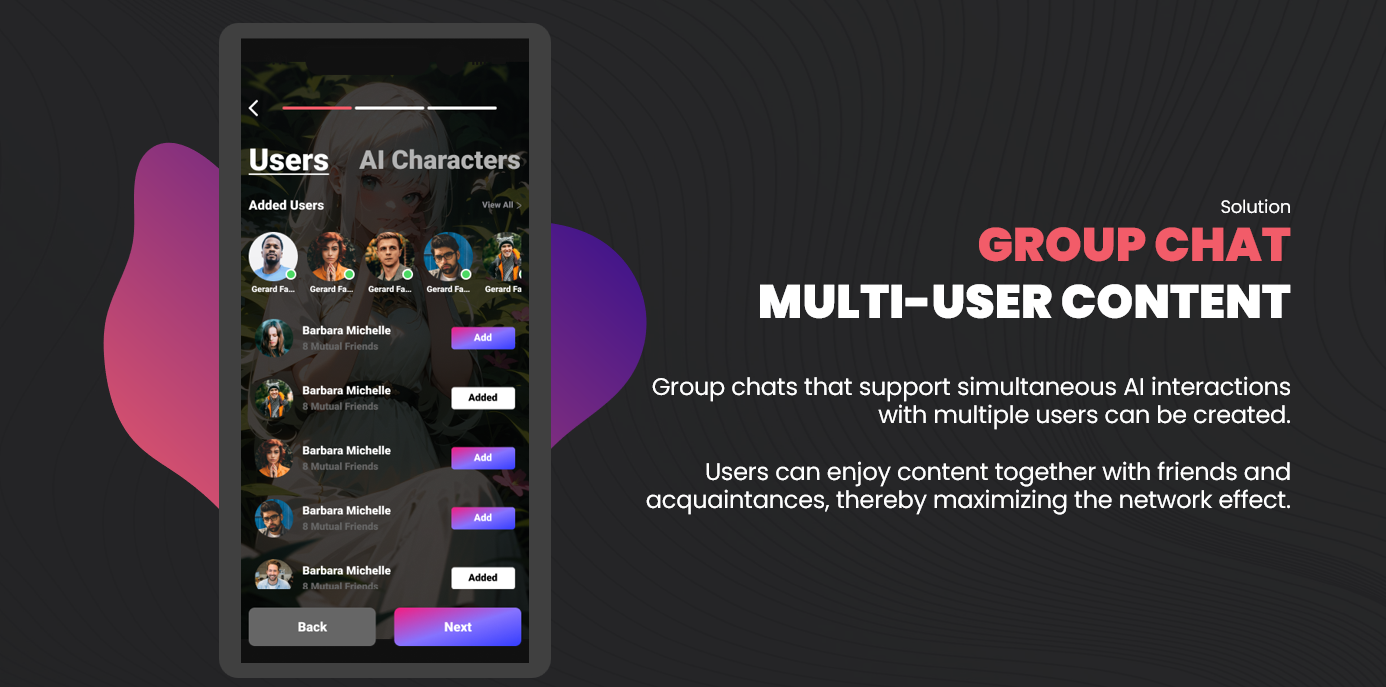 Users AI Characters
Added Users View All >
Gerard Fa... Gerard Fa... Gerard Fa... Gerard Fa... Gerard Fa
Barbara Michelle
8 Mutual Friends
Add
Barbara Michelle
8 Mutual Friends
Added
Barbara Michelle
8 Mutual Friends
Add
Barbara Michelle
8 Mutual Friends
Add
Barbara Michelle
8 Mutual Friends
Added
Back Next
Solution
GROUP CHAT
MULTI-USER CONTENT
Group chats that support simultaneous AI interactions
with multiple users can be created.
Users can enjoy content together with friends and
acquaintances, thereby maximizing the network effect.